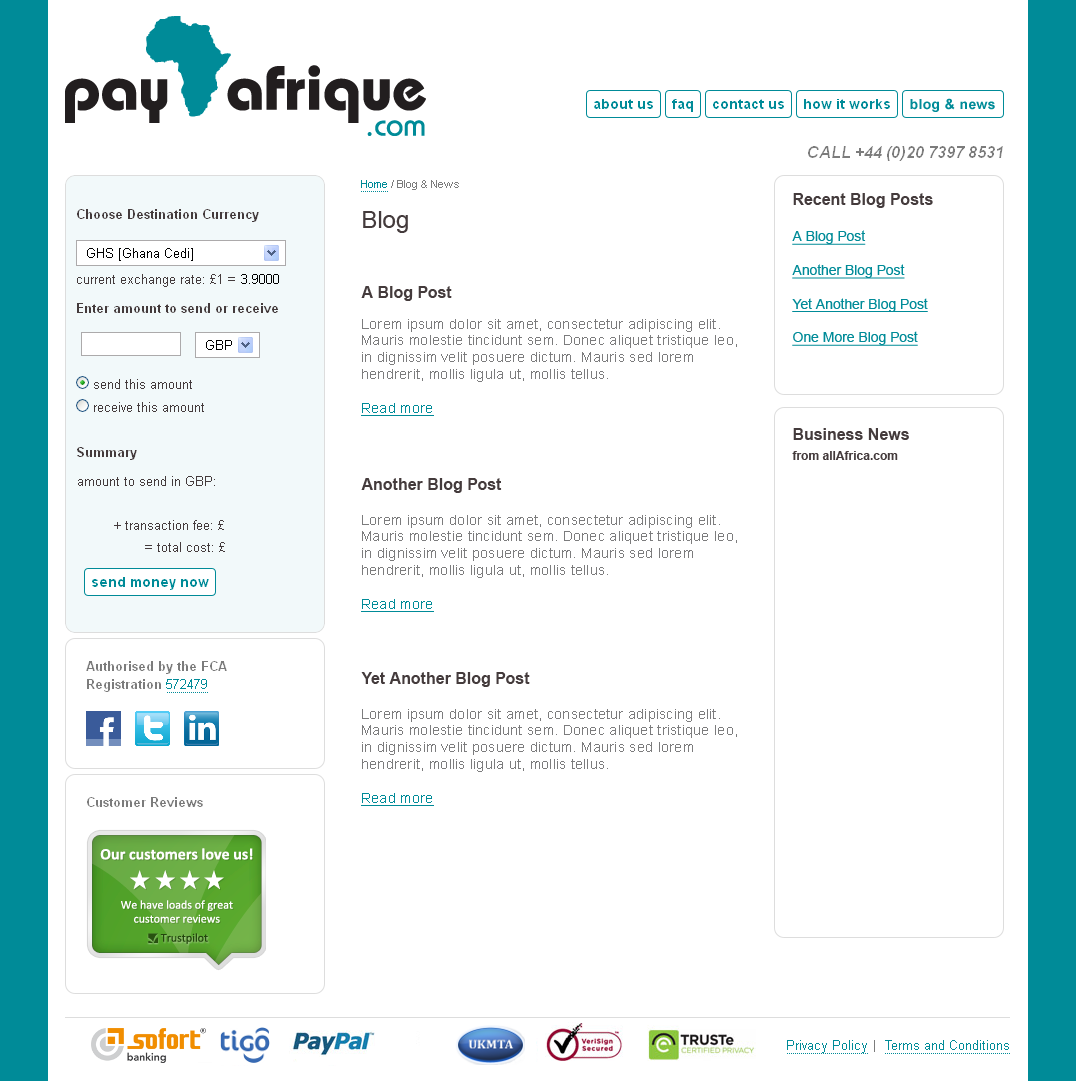 pay afrique
.com
about us
faq
contact us
how it works
blog & news
CALL +44 (0)20 7397 8531
Choose Destination Currency
GHS [Ghana Cedi]
current exchange rate: £1 = 3.9000
Enter amount to send or receive
GBP
send this amount
receive this amount
Summary
amount to send in GBP:
+ transaction fee: £
= total cost: £
send money now
Authorised by the FCA
Registration 572479
f
t
in
Customer Reviews
Our customers love us!
We have loads of great
customer reviews
Trustpilot
Home / Blog & News
Blog
A Blog Post
Lorem ipsum dolor sit amet, consectetur adipiscing elit.
Mauris molestie tincidunt sem. Donec aliquet tristique leo,
in dignissim velit posuere dictum. Mauris sed lorem
hendrerit, mollis ligula ut, mollis tellus.
Read more
Another Blog Post
Lorem ipsum dolor sit amet, consectetur adipiscing elit.
Mauris molestie tincidunt sem. Donec aliquet tristique leo,
in dignissim velit posuere dictum. Mauris sed lorem
hendrerit, mollis ligula ut, mollis tellus.
Read more
Yet Another Blog Post
Lorem ipsum dolor sit amet, consectetur adipiscing elit.
Mauris molestie tincidunt sem. Donec aliquet tristique leo,
in dignissim velit posuere dictum. Mauris sed lorem
hendrerit, mollis ligula ut, mollis tellus.
Read more
Recent Blog Posts
A Blog Post
Another Blog Post
Yet Another Blog Post
One More Blog Post
Business News
from allAfrica.com
sofort®
banking
tigo
PayPal™
UKMTA
VeriSign™
Secured
TRUSTe
CERTIFIED PRIVACY
Privacy Policy | Terms and Conditions